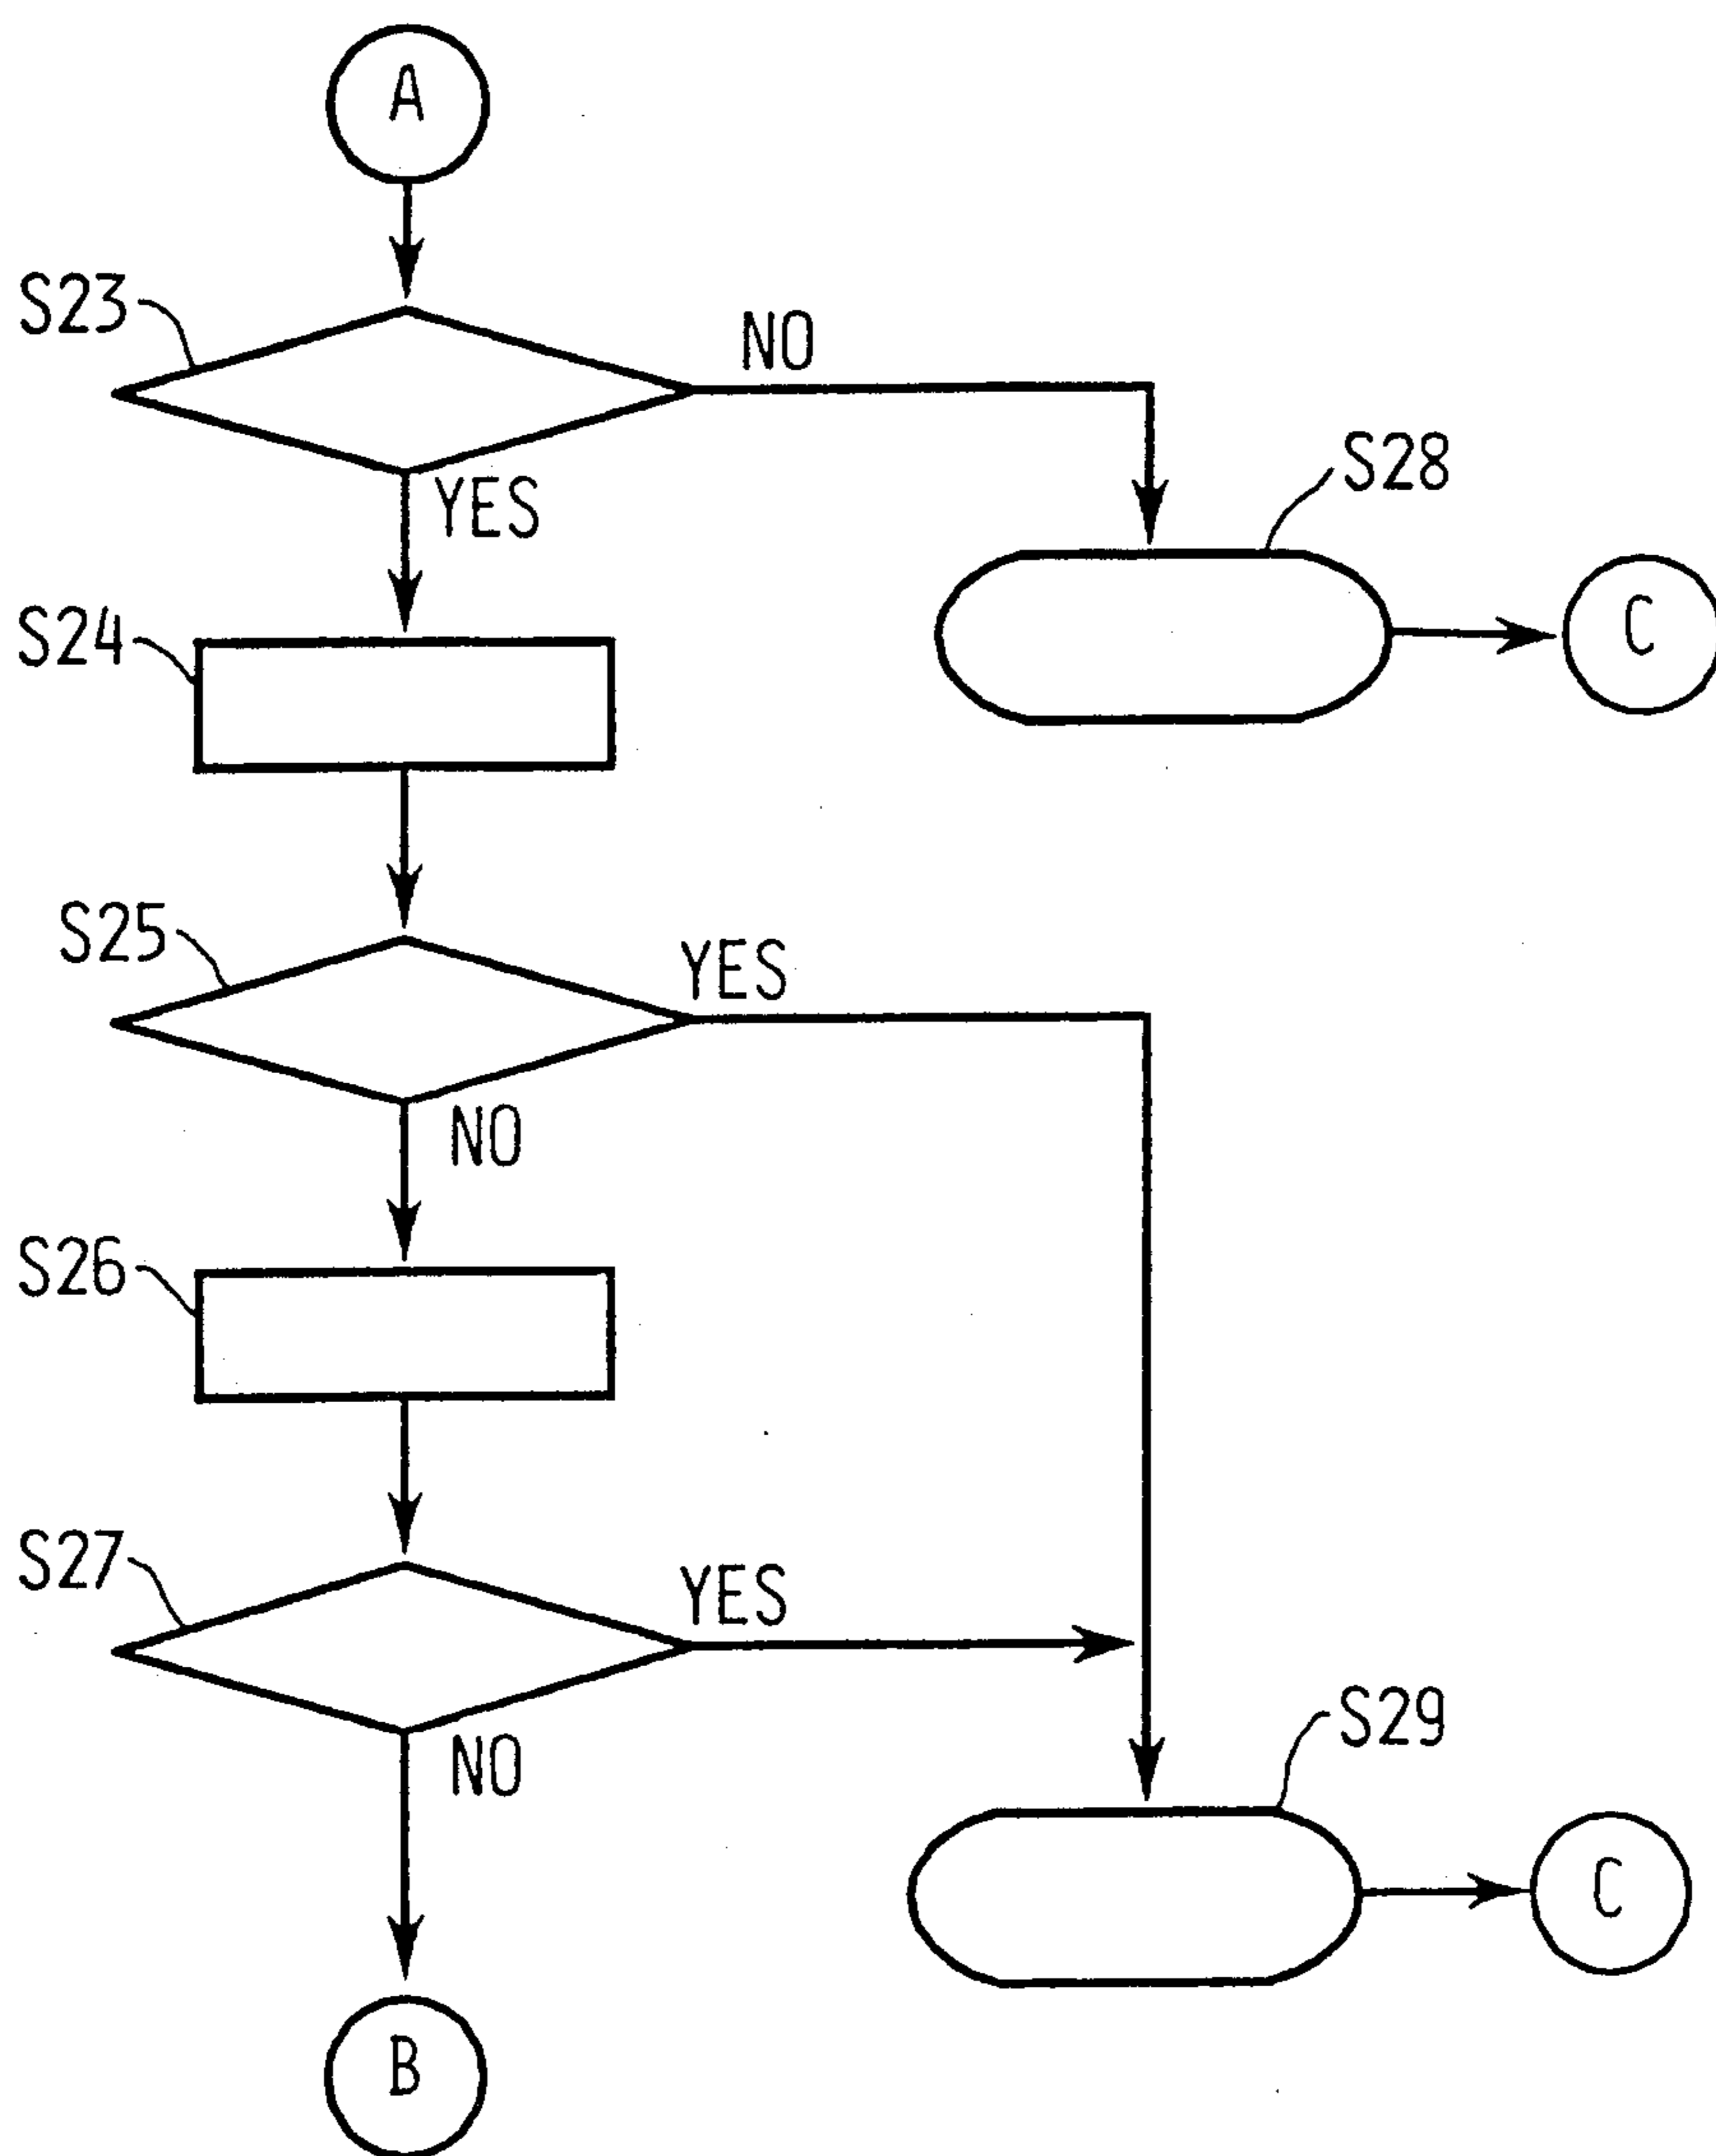 A
S23
NO
YES
S28
S24
C
S25
YES
NO
S26
S27
YES
NO
S29
C
B